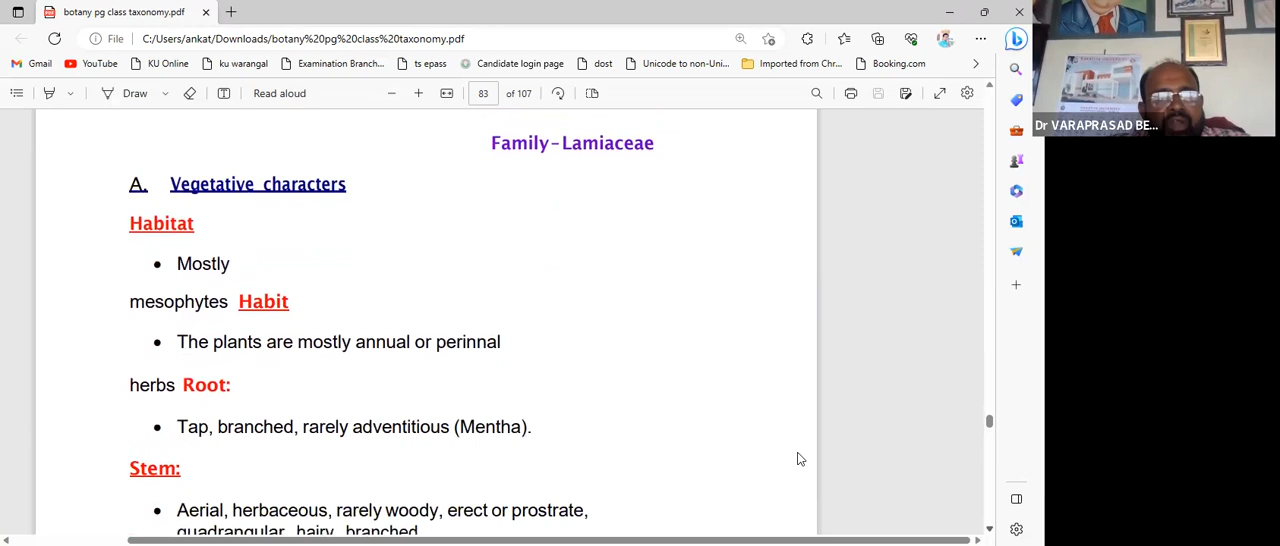 botany pg class taxonomy.pdf
File C:/Users/ankat/Downloads/botany%20pg%20class%20taxonomy.pdf
Gmail YouTube KU Online ku warangal Examination Branch... ts epass Candidate login page dost Unicode to non-Uni... Imported from Chr... Booking.com
Draw Read aloud 83 of 107
Dr VARAPRASAD BE...
Family-Lamiaceae
A. Vegetative characters
Habitat
• Mostly
mesophytes Habit
• The plants are mostly annual or perinnal
herbs Root:
• Tap, branched, rarely adventitious (Mentha).
Stem:
• Aerial, herbaceous, rarely woody, erect or prostrate,
quadrangular, hairy, branched